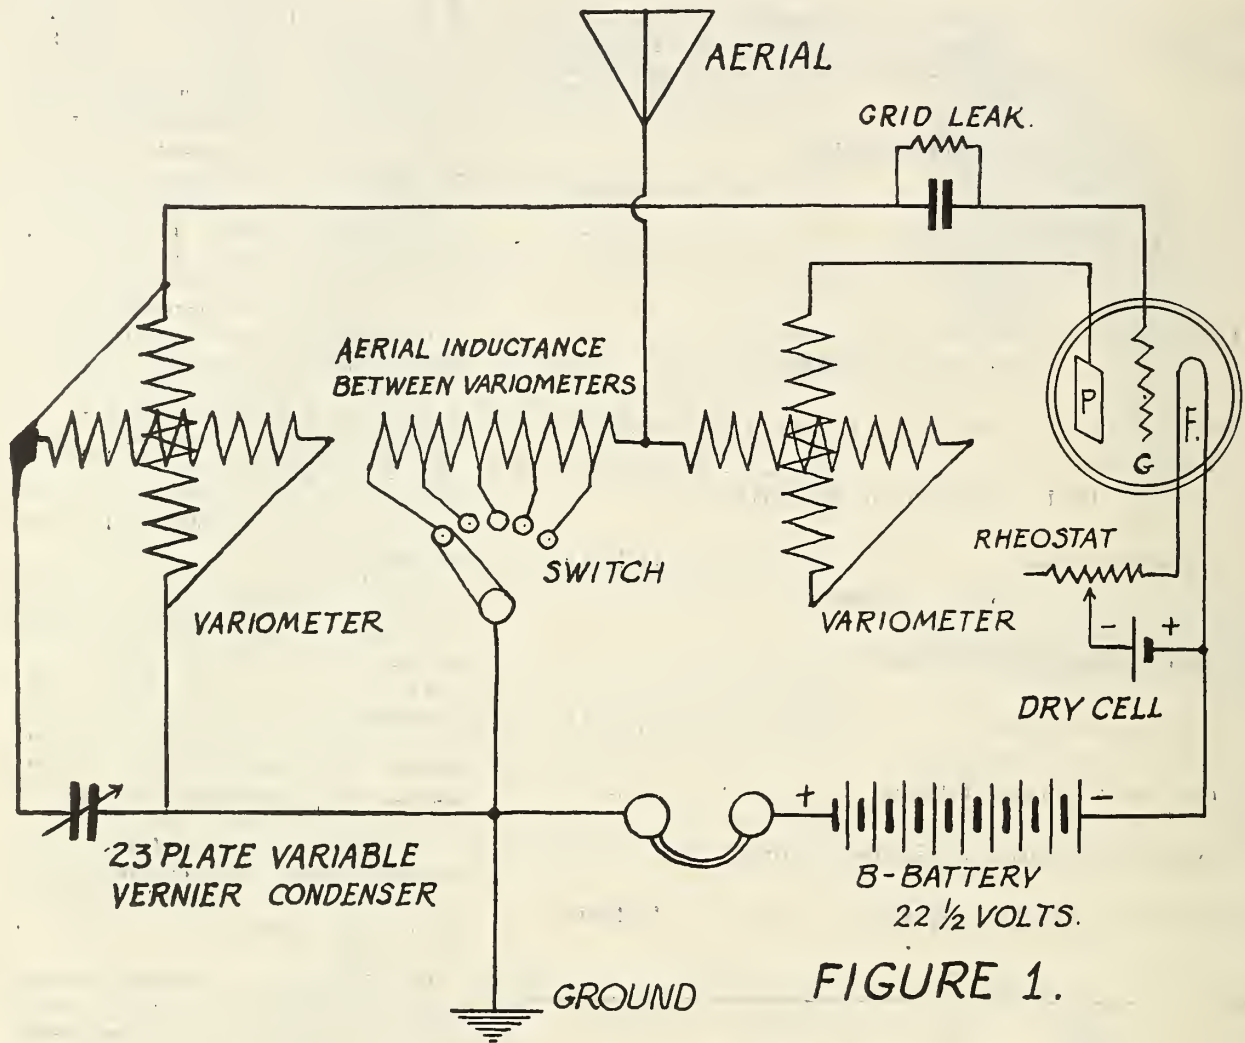 AERIAL
GRID LEAK.
AERIAL INDUCTANCE
BETWEEN VARIOMETERS
P
G
F.
RHEOSTAT
SWITCH
VARIOMETER
VARIOMETER
- +
DRY CELL
+ -
23 PLATE VARIABLE
VERNIER CONDENSER
B-BATTERY
22 ½ VOLTS.
GROUND
FIGURE 1.